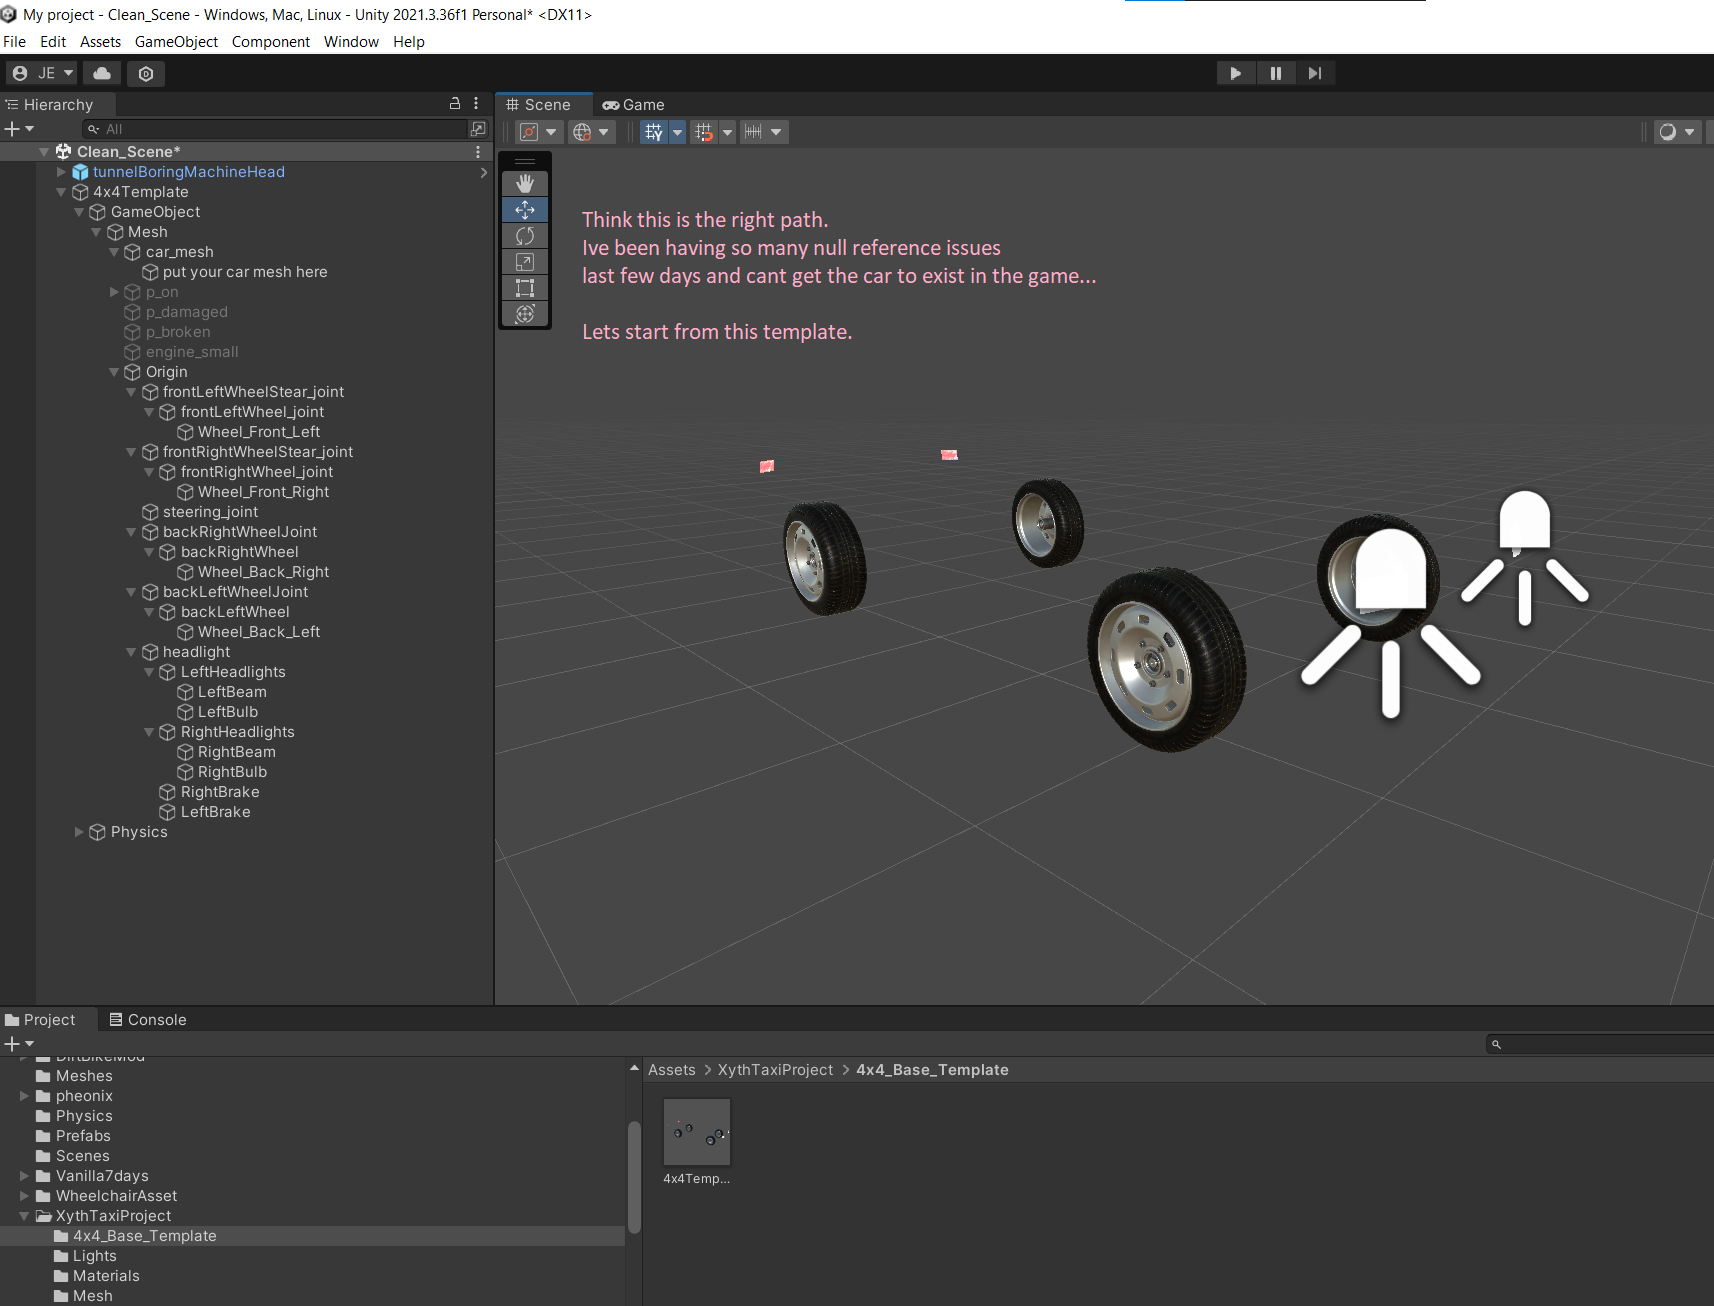 My project - Clean_Scene - Windows, Mac, Linux - Unity 2021.3.36f1 Personal* <DX11>
File Edit Assets GameObject Component Window Help
JE
Hierarchy
All
Clean_Scene*
tunnelBoringMachineHead
4x4Template
GameObject
Mesh
car_mesh
put your car mesh here
p_on
p_damaged
p_broken
engine_small
Origin
frontLeftWheelStear_joint
frontLeftWheel_joint
Wheel_Front_Left
frontRightWheelStear_joint
frontRightWheel_joint
Wheel_Front_Right
steering_joint
backRightWheelJoint
backRightWheel
Wheel_Back_Right
backLeftWheelJoint
backLeftWheel
Wheel_Back_Left
headlight
LeftHeadlights
LeftBeam
LeftBulb
RightHeadlights
RightBeam
RightBulb
RightBrake
LeftBrake
Physics
Scene Game
Think this is the right path.
Ive been having so many null reference issues
last few days and cant get the car to exist in the game...
Lets start from this template.
Project Console
DirtBikeMod
Meshes
pheonix
Physics
Prefabs
Scenes
Vanilla7days
WheelchairAsset
XythTaxiProject
4x4_Base_Template
Lights
Materials
Mesh
Assets > XythTaxiProject > 4x4_Base_Template
4x4Temp...